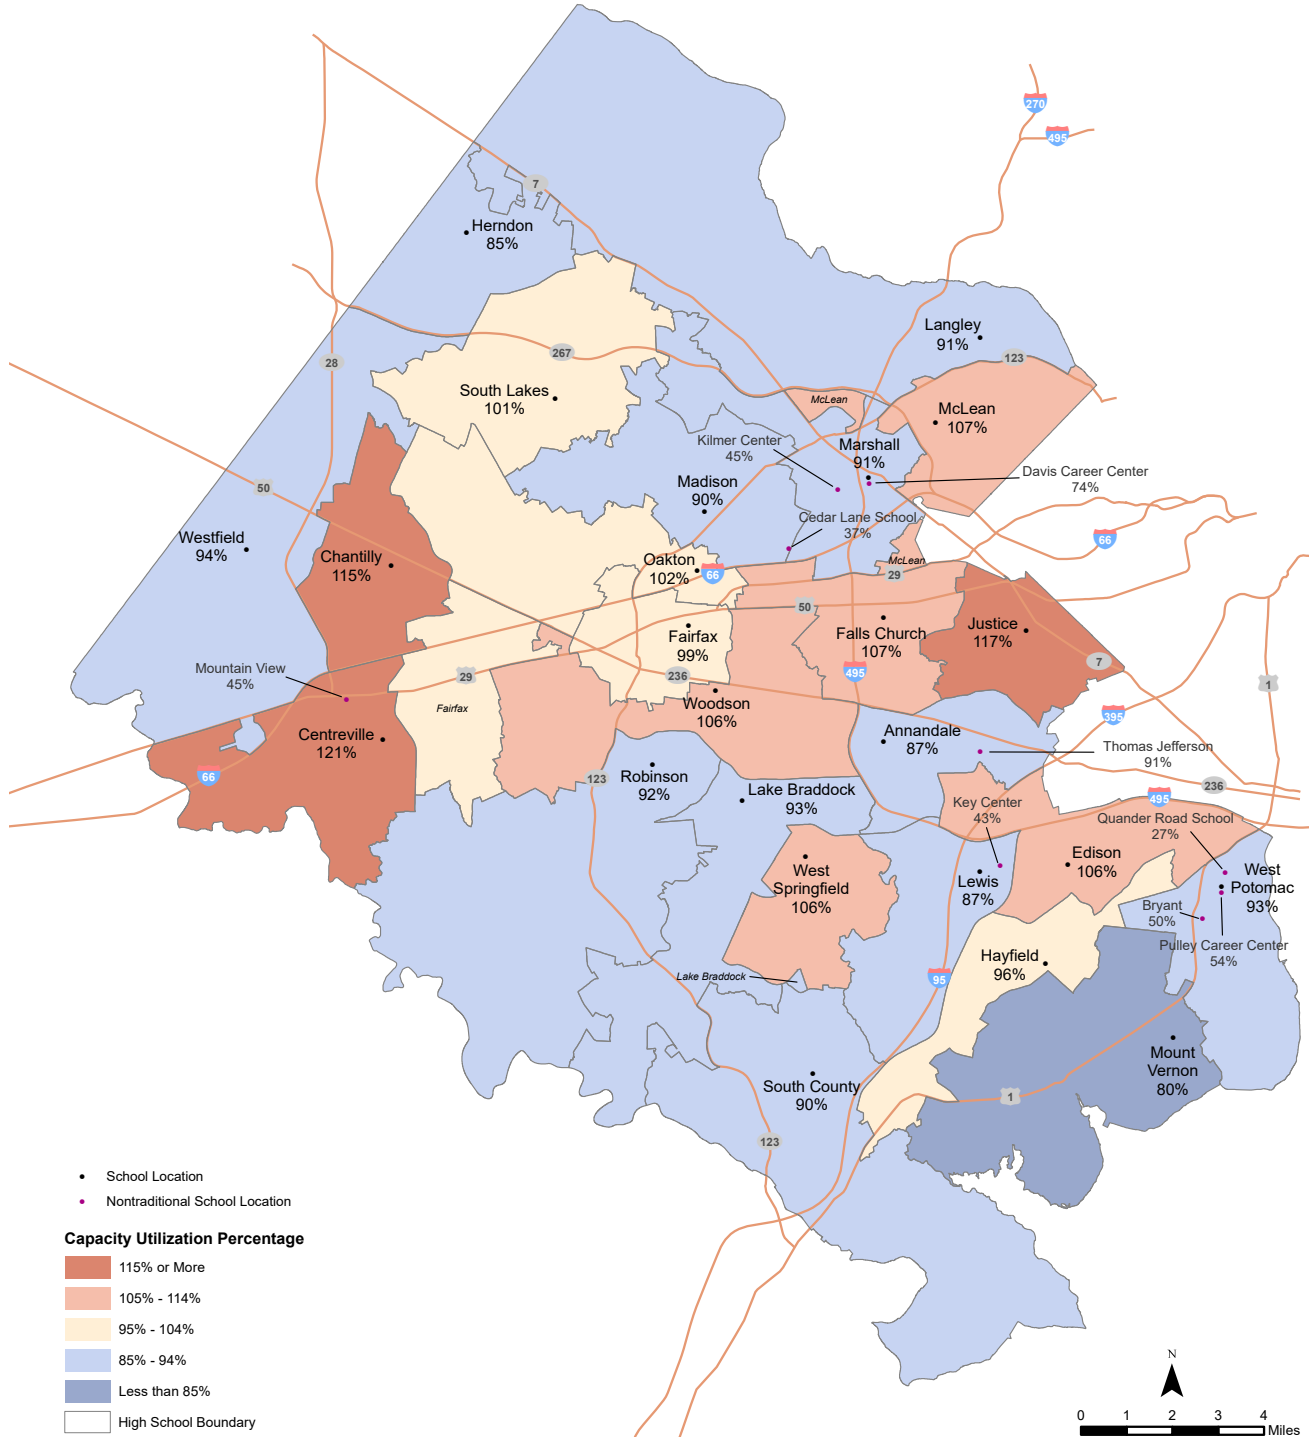 270
495
7
Herndon
85%
Langley
91%
123
267
28
South Lakes
101%
McLean
McLean
107%
Kilmer Center
45%
Marshall
91%
Davis Career Center
74%
Madison
90%
50
Cedar Lane School
37%
Westfield
94%
66
Chantilly
115%
Oakton
102%
66
McLean
29
50
Justice
117%
Fairfax
99%
Falls Church
107%
7
Mountain View
45%
29
236
495
1
Fairfax
Woodson
106%
395
Centreville
121%
Annandale
87%
Thomas Jefferson
91%
66
123
Robinson
92%
Lake Braddock
93%
236
495
Key Center
43%
Quander Road School
27%
West
Springfield
106%
Edison
106%
Lewis
87%
West
Potomac
93%
Bryant
50%
Pulley Career Center
54%
Hayfield
96%
Lake Braddock
95
Mount
Vernon
80%
South County
90%
1
123
School Location
Nontraditional School Location
Capacity Utilization Percentage
115% or More
105% - 114%
95% - 104%
85% - 94%
Less than 85%
High School Boundary
N
0 1 2 3 4
Miles